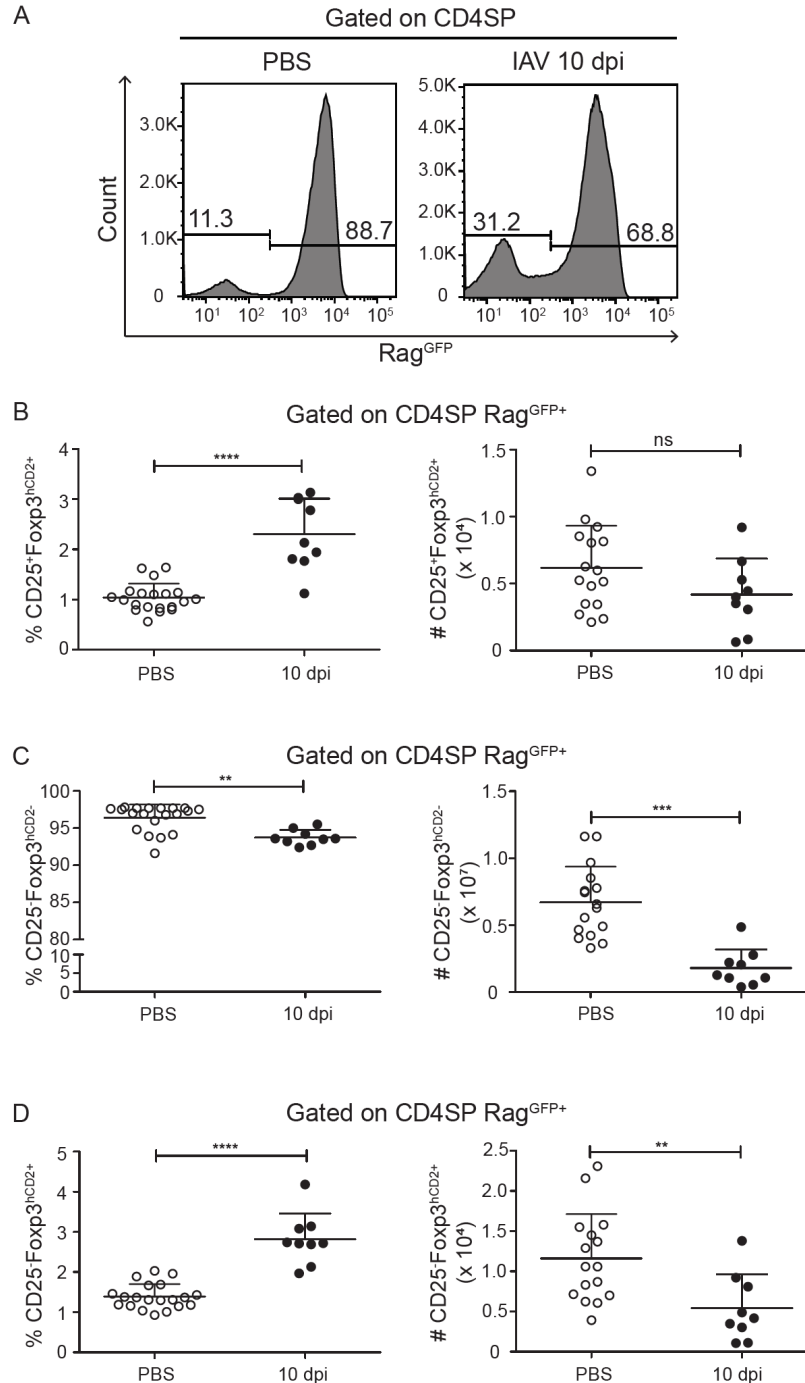 A
Gated on CD4SP
PBS
IAV 10 dpi
Count
3.0K
2.0K
1.0K
0
11.3
88.7
10¹ 10² 10³ 10⁴ 10⁵
5.0K
4.0K
3.0K
2.0K
1.0K
0
31.2
68.8
10¹ 10² 10³ 10⁴ 10⁵
Rag^GFP
B
Gated on CD4SP Rag^GFP+
% CD25⁺Foxp3^hCD2+
4
3
2
1
0
****
PBS
10 dpi
# CD25⁺Foxp3^hCD2+
(x 10⁴)
1.5
1.0
0.5
0
ns
PBS
10 dpi
C
Gated on CD4SP Rag^GFP+
% CD25⁻Foxp3^hCD2-
100
95
90
85
80
10
5
0
**
PBS
10 dpi
# CD25⁻Foxp3^hCD2-
(x 10⁷)
1.5
1.0
0.5
0
***
PBS
10 dpi
D
Gated on CD4SP Rag^GFP+
% CD25⁻Foxp3^hCD2+
5
4
3
2
1
0
****
PBS
10 dpi
# CD25⁻Foxp3^hCD2+
(x 10⁴)
2.5
2.0
1.5
1.0
0.5
0
**
PBS
10 dpi